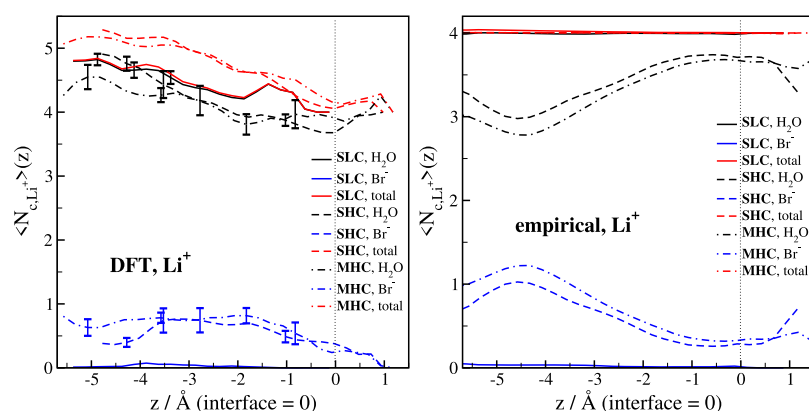 <N_c,Li⁺>(z)
5
4
3
2
1
0
SLC, H₂O
SLC, Br⁻
SLC, total
SHC, H₂O
SHC, Br⁻
SHC, total
MHC, H₂O
MHC, Br⁻
MHC, total
DFT, Li⁺
-5 -4 -3 -2 -1 0 1
z / Å (interface = 0)
<N_c,Li⁺>(z)
4
3
2
1
0
SLC, H₂O
SLC, Br⁻
SLC, total
SHC, H₂O
SHC, Br⁻
SHC, total
MHC, H₂O
MHC, Br⁻
MHC, total
empirical, Li⁺
-5 -4 -3 -2 -1 0 1
z / Å (interface = 0)